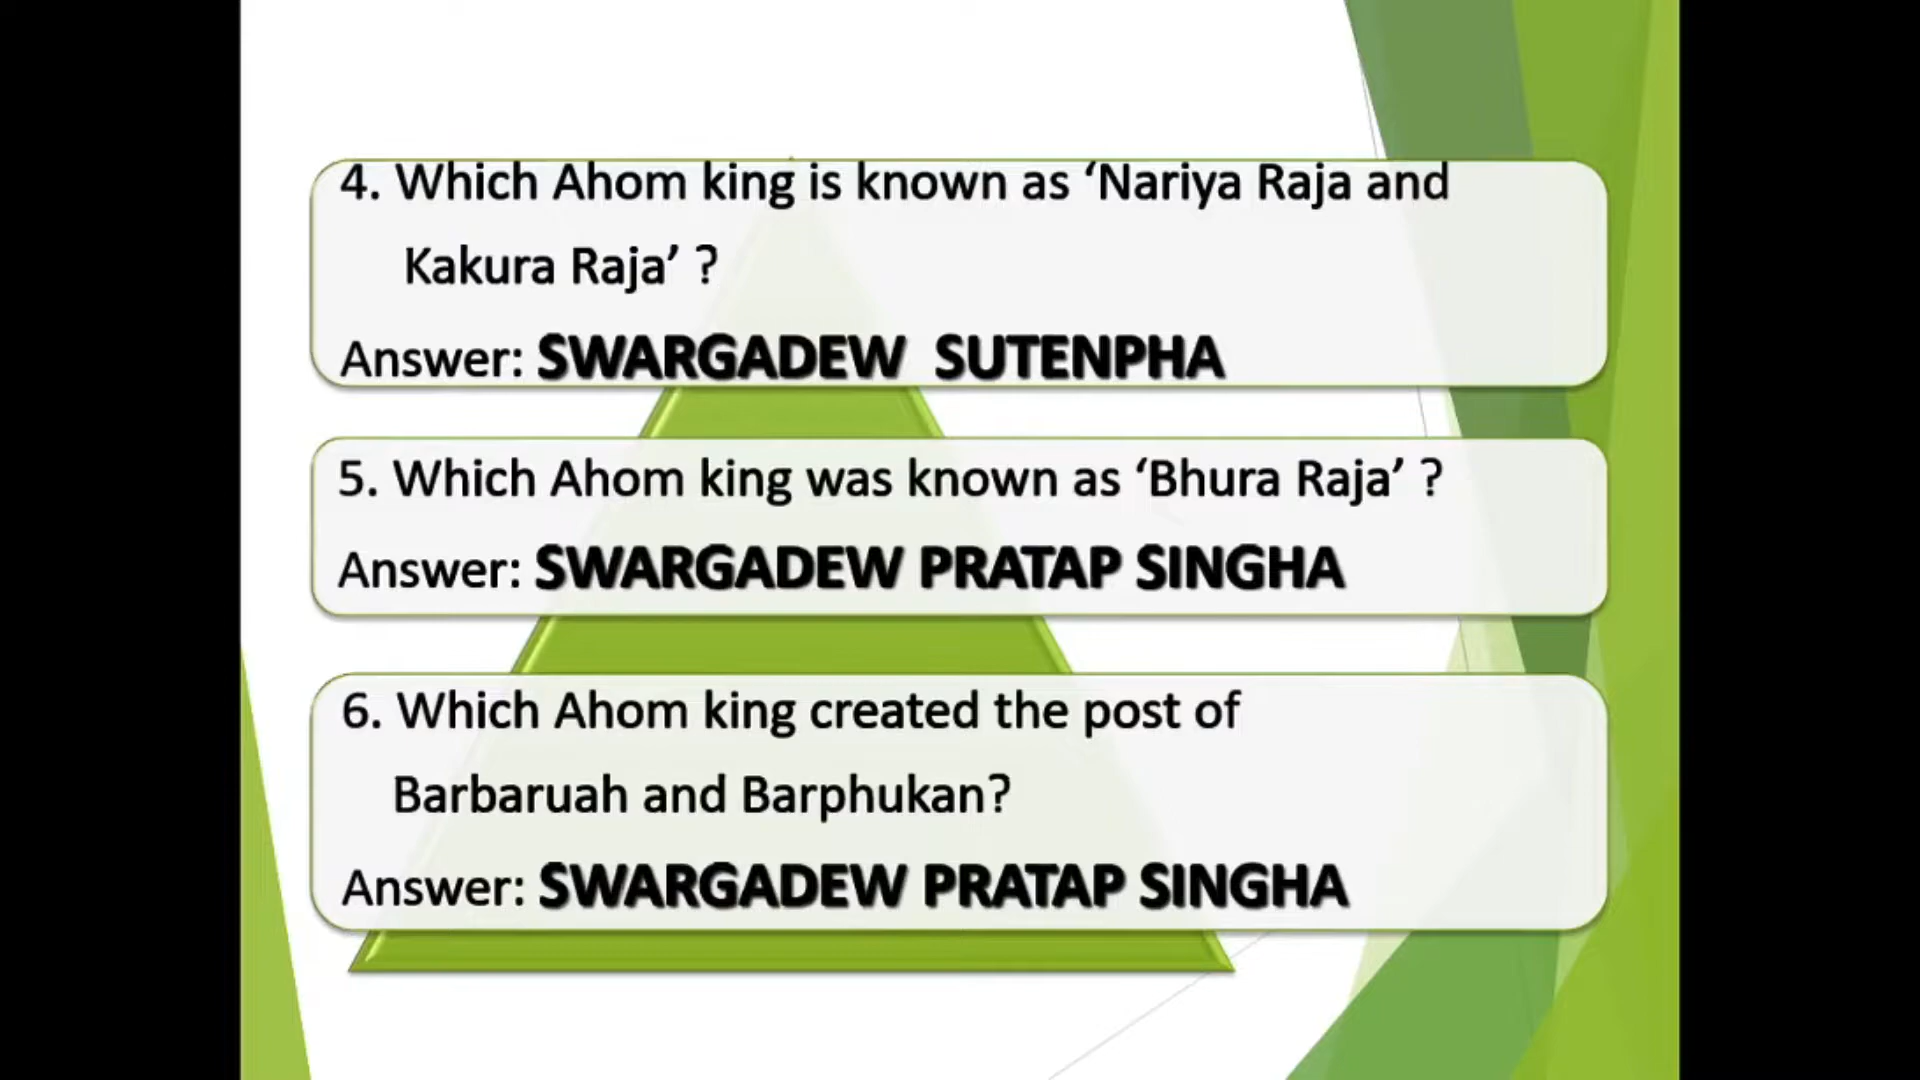 4. Which Ahom king is known as ‘Nariya Raja and
Kakura Raja’ ?
Answer: SWARGADEW SUTENPHA
5. Which Ahom king was known as ‘Bhura Raja’ ?
Answer: SWARGADEW PRATAP SINGHA
6. Which Ahom king created the post of
Barbaruah and Barphukan?
Answer: SWARGADEW PRATAP SINGHA